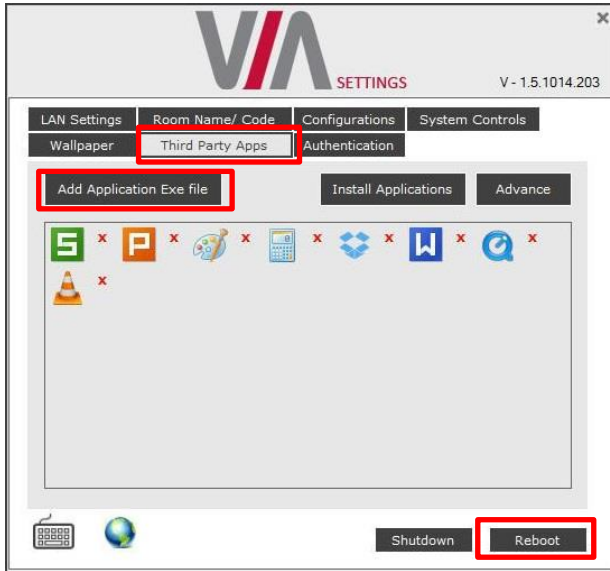 VIA
SETTINGS
V - 1.5.1014.203
LAN Settings Room Name/ Code Configurations System Controls
Wallpaper Third Party Apps Authentication
Add Application Exe file Install Applications Advance
S x P x x x x W x x
x
Shutdown Reboot